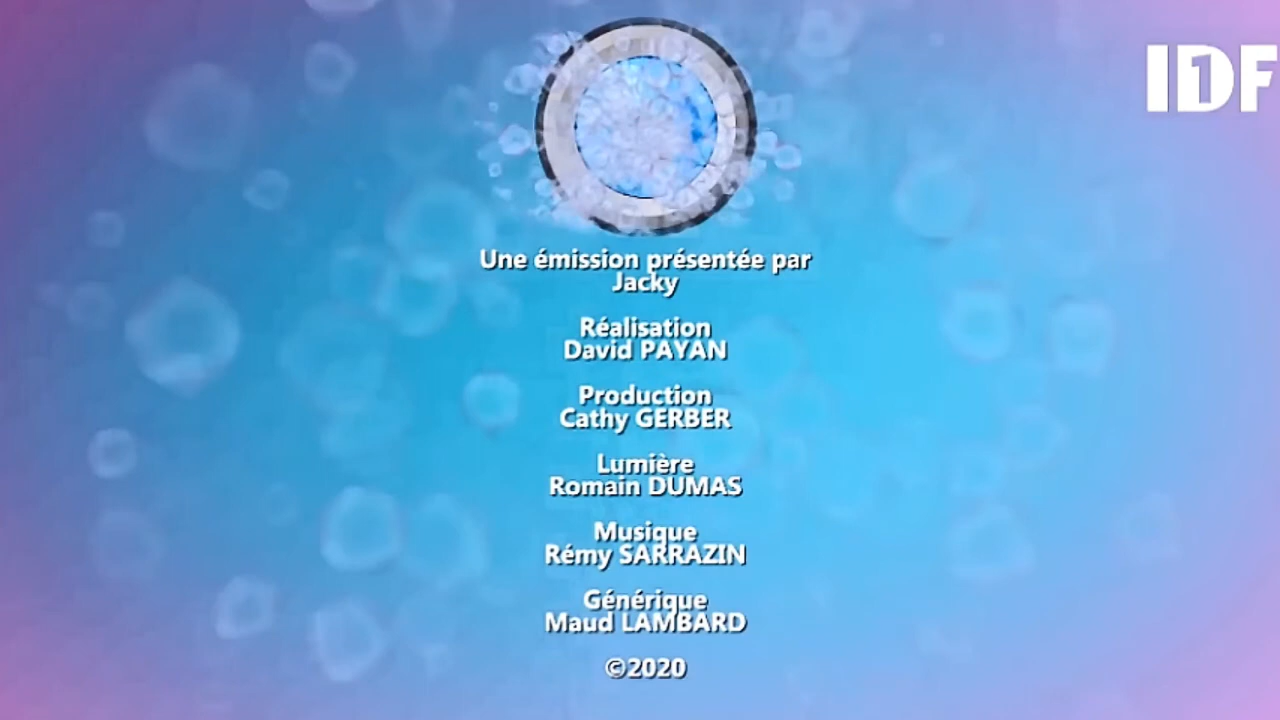 IDF1
Une émission présentée par
Jacky
Réalisation
David PAYAN
Production
Cathy GERBER
Lumière
Romain DUMAS
Musique
Rémy SARRAZIN
Générique
Maud LAMBARD
©2020